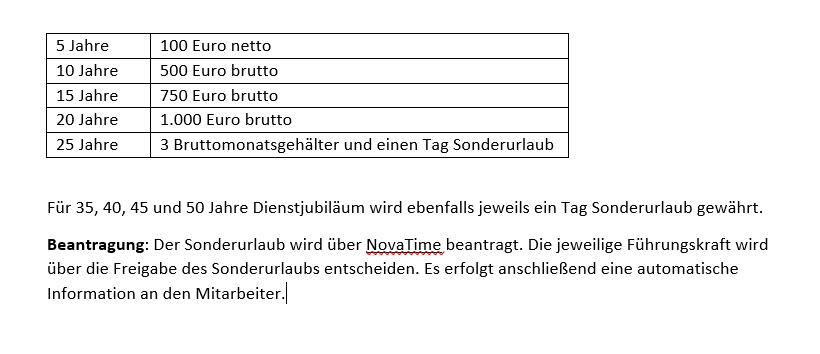 5 Jahre 100 Euro netto
10 Jahre 500 Euro brutto
15 Jahre 750 Euro brutto
20 Jahre 1.000 Euro brutto
25 Jahre 3 Bruttomonatsgehälter und einen Tag Sonderurlaub
Für 35, 40, 45 und 50 Jahre Dienstjubiläum wird ebenfalls jeweils ein Tag Sonderurlaub gewährt.
Beantragung: Der Sonderurlaub wird über NovaTime beantragt. Die jeweilige Führungskraft wird
über die Freigabe des Sonderurlaubs entscheiden. Es erfolgt anschließend eine automatische
Information an den Mitarbeiter.